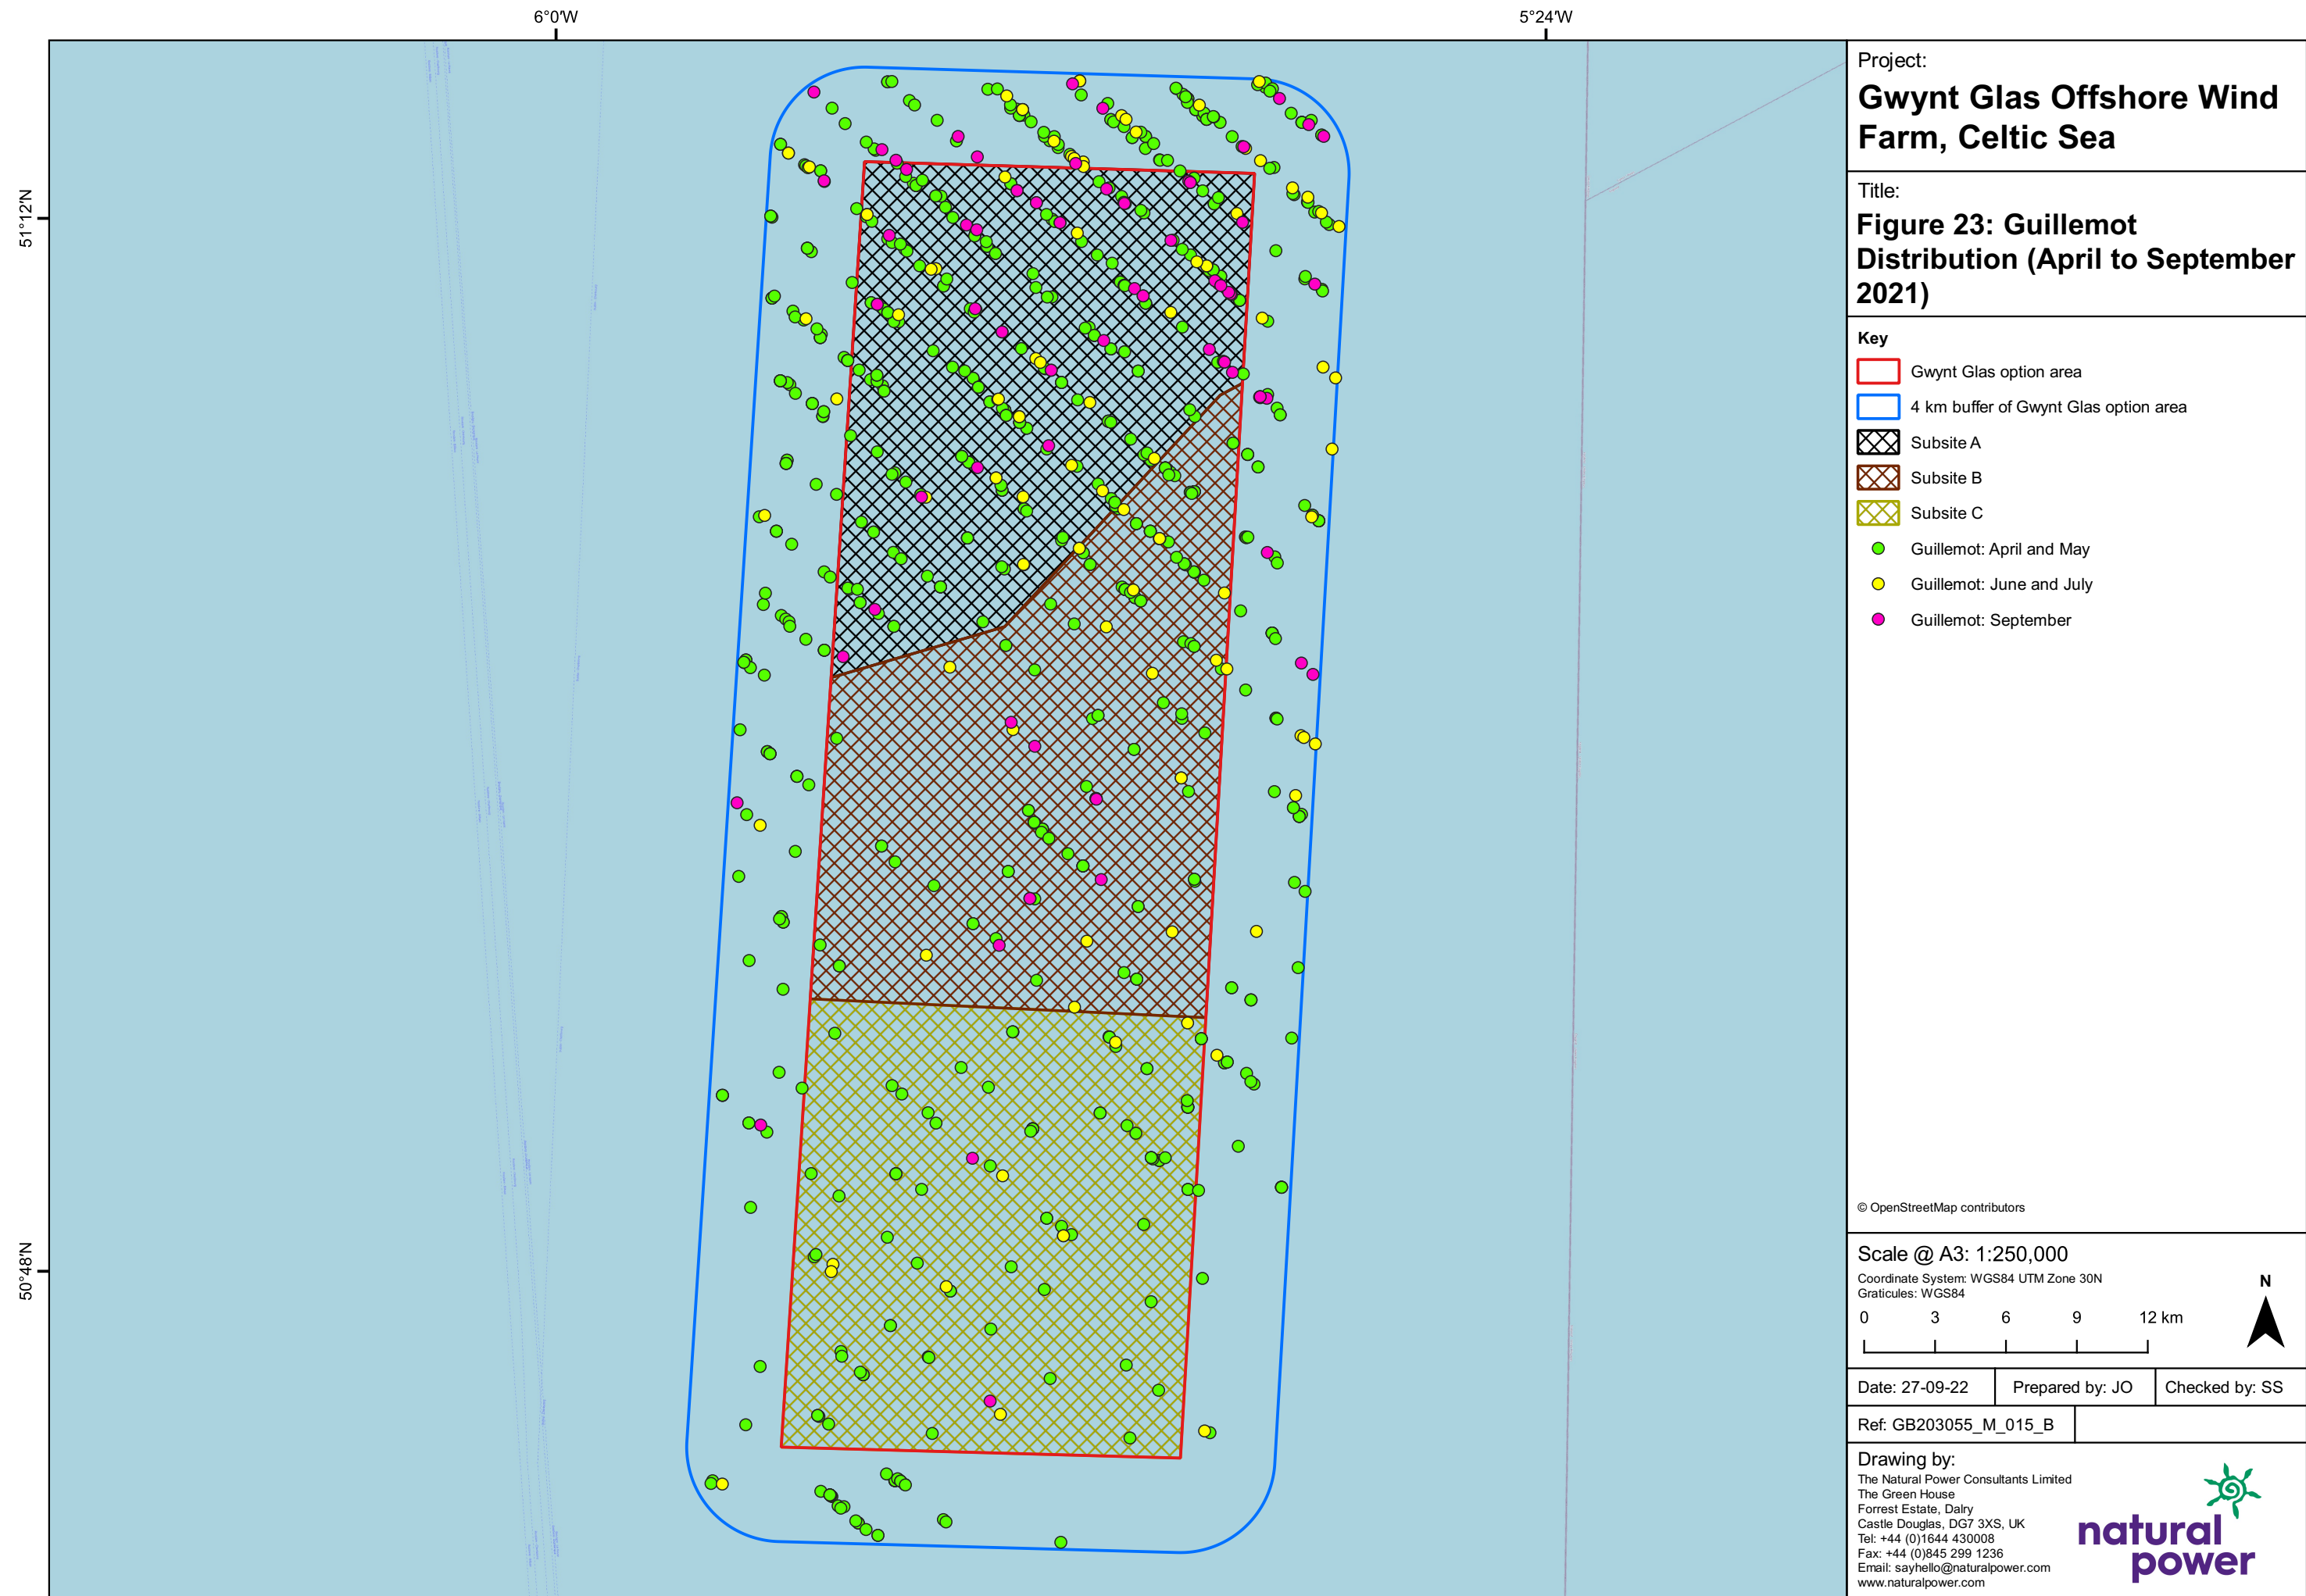 6°0'W
5°24'W
51°12'N
50°48'N
Project:
Gwynt Glas Offshore Wind
Farm, Celtic Sea
Title:
Figure 23: Guillemot
Distribution (April to September
2021)
Key
Gwynt Glas option area
4 km buffer of Gwynt Glas option area
Subsite A
Subsite B
Subsite C
Guillemot: April and May
Guillemot: June and July
Guillemot: September
© OpenStreetMap contributors
Scale @ A3: 1:250,000
Coordinate System: WGS84 UTM Zone 30N
Graticules: WGS84
N
0 3 6 9 12 km
Date: 27-09-22
Prepared by: JO
Checked by: SS
Ref: GB203055_M_015_B
Drawing by:
The Natural Power Consultants Limited
The Green House
Forrest Estate, Dalry
Castle Douglas, DG7 3XS, UK
Tel: +44 (0)1644 430008
Fax: +44 (0)845 299 1236
Email: sayhello@naturalpower.com
www.naturalpower.com
natural
power